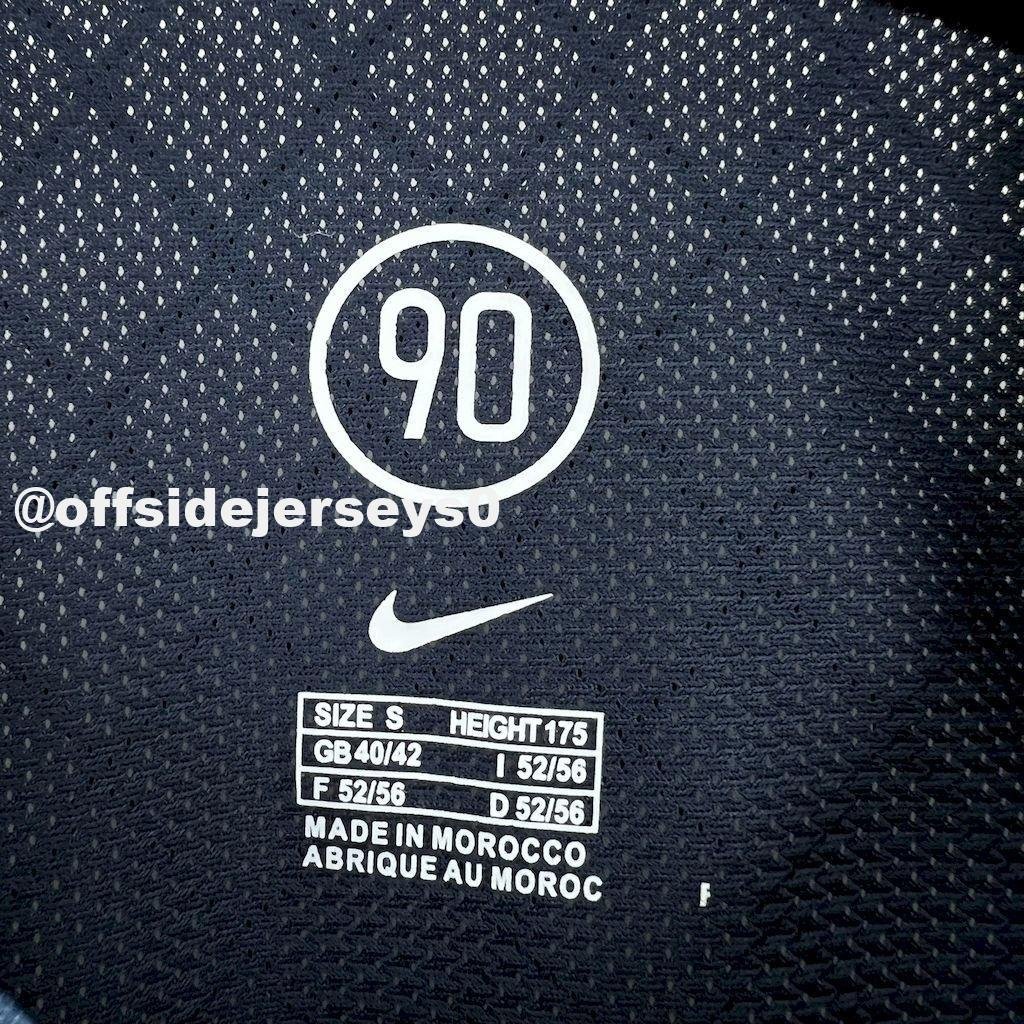 90
@offsidejerseys0
SIZE S HEIGHT 175
GB 40/42 I 52/56
F 52/56 D 52/56
MADE IN MOROCCO
ABRIQUE AU MOROC
F